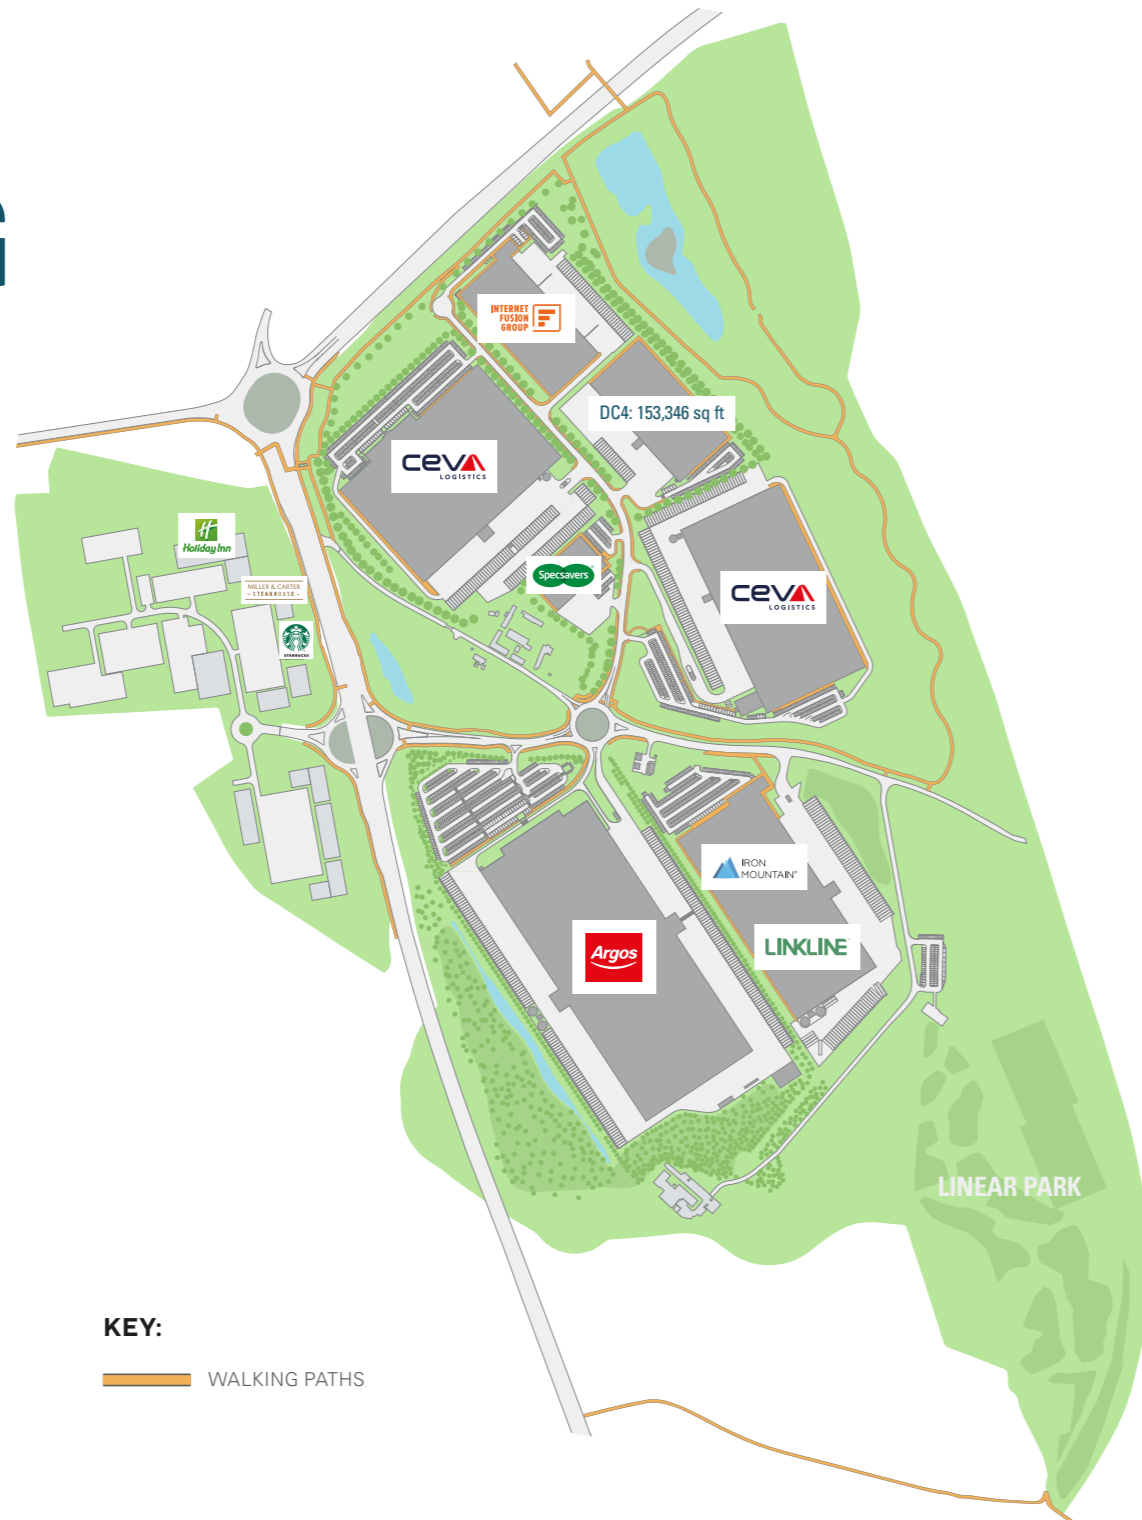 INTERNET
FUSION
GROUP
DC4: 153,346 sq ft
CEVA
LOGISTICS
Holiday Inn
Specsavers
MILLER & CARTER
- STEAKHOUSE -
CEVA
LOGISTICS
STARBUCKS
IRON
MOUNTAIN®
LINKLINE
Argos
LINEAR PARK
KEY:
WALKING PATHS